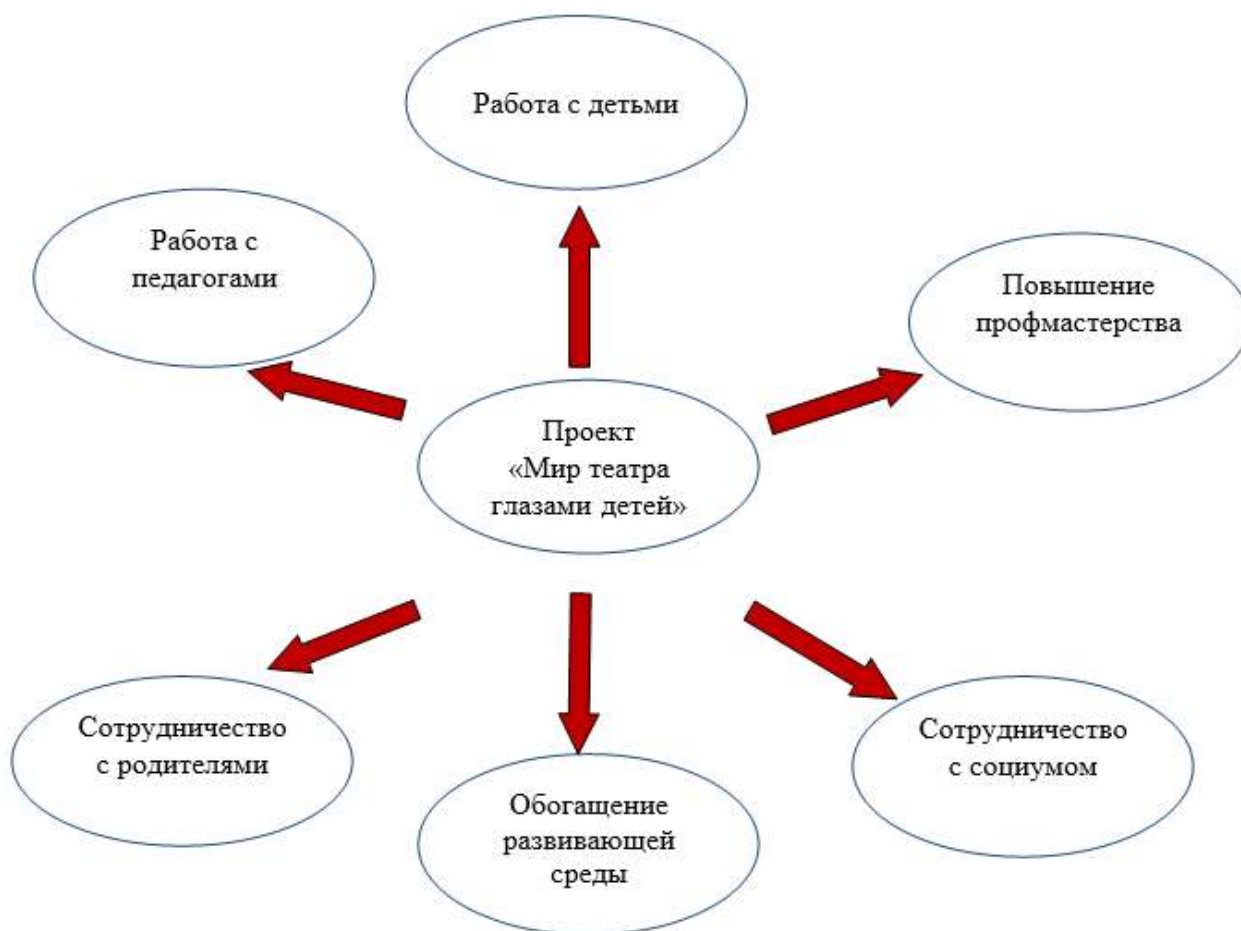 Работа с детьми
Работа с
педагогами
Повышение
профмастерства
Проект
«Мир театра
глазами детей»
Сотрудничество
с родителями
Обогащение
развивающей
среды
Сотрудничество
с социумом